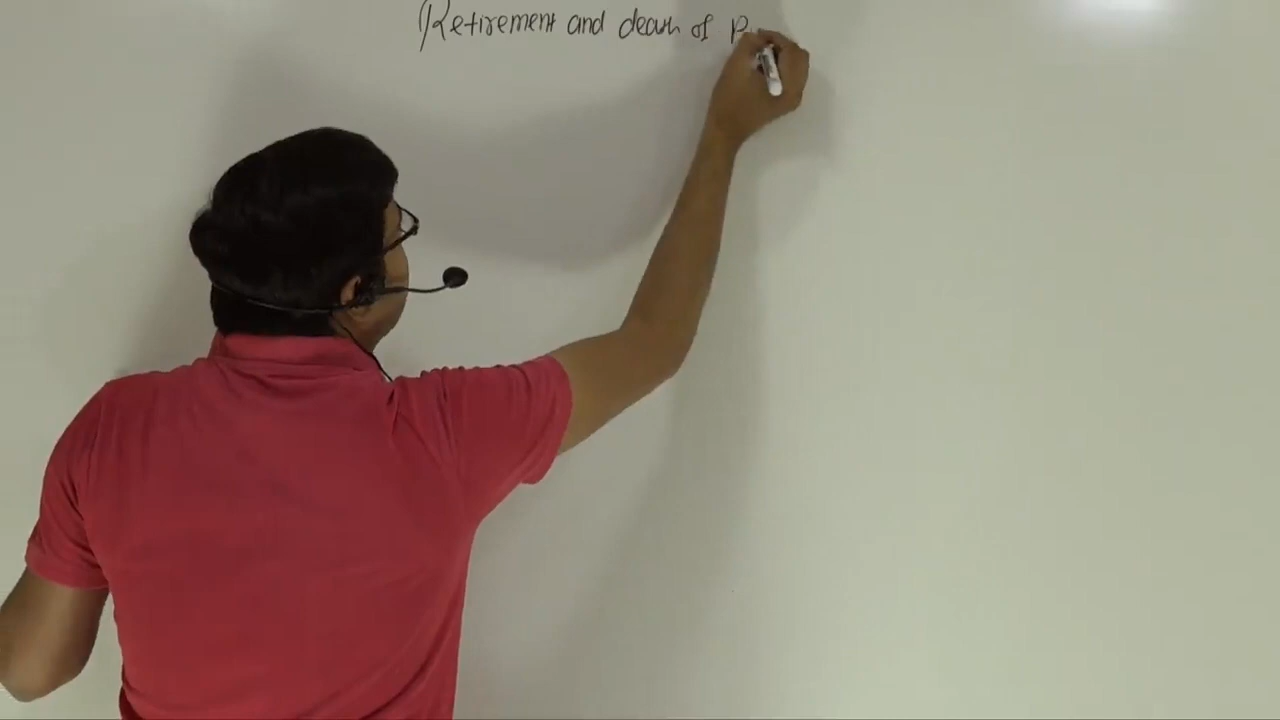 (Retirement and death of P